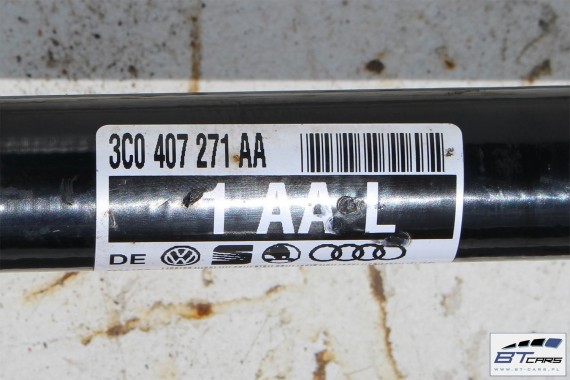 3C0 407 271 AA
1 AA L
DE
BT CARS
WWW.BT-CARS.PL